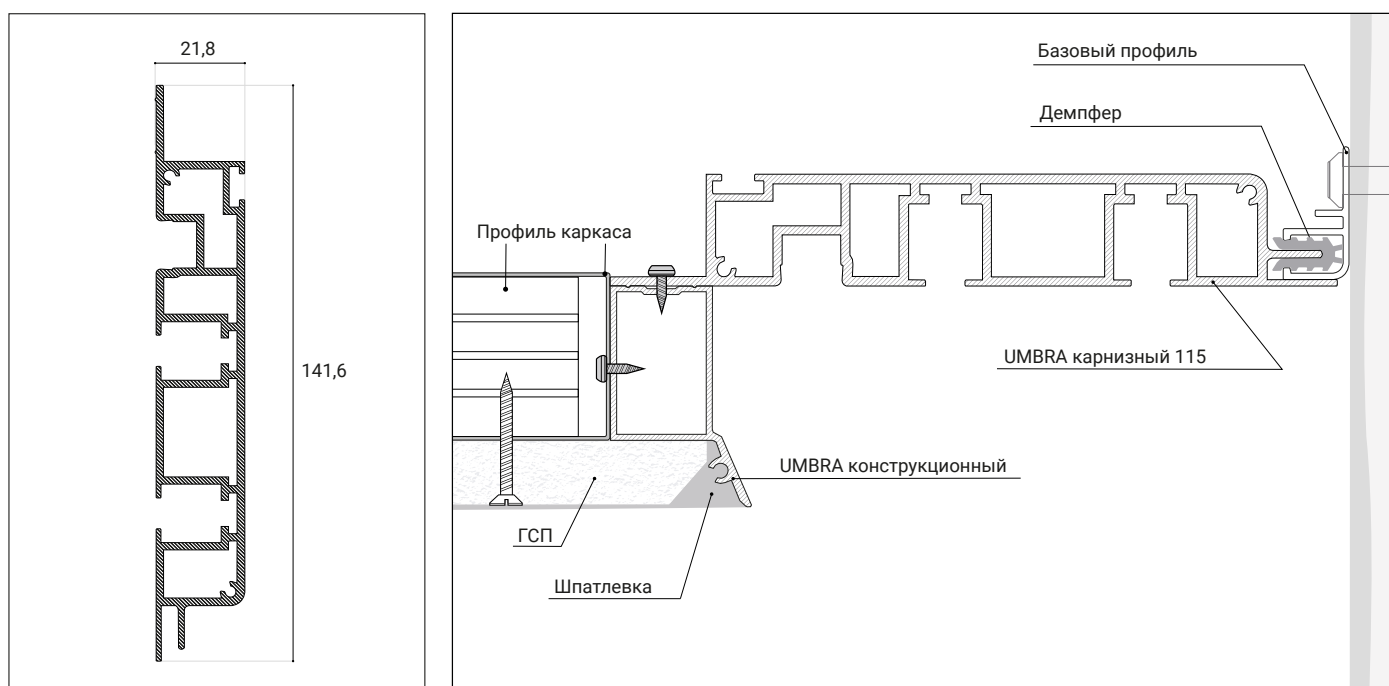 21,8
141,6
Базовый профиль
Демпфер
Профиль каркаса
UMBRA карнизный 115
UMBRA конструкционный
ГСП
Шпатлевка